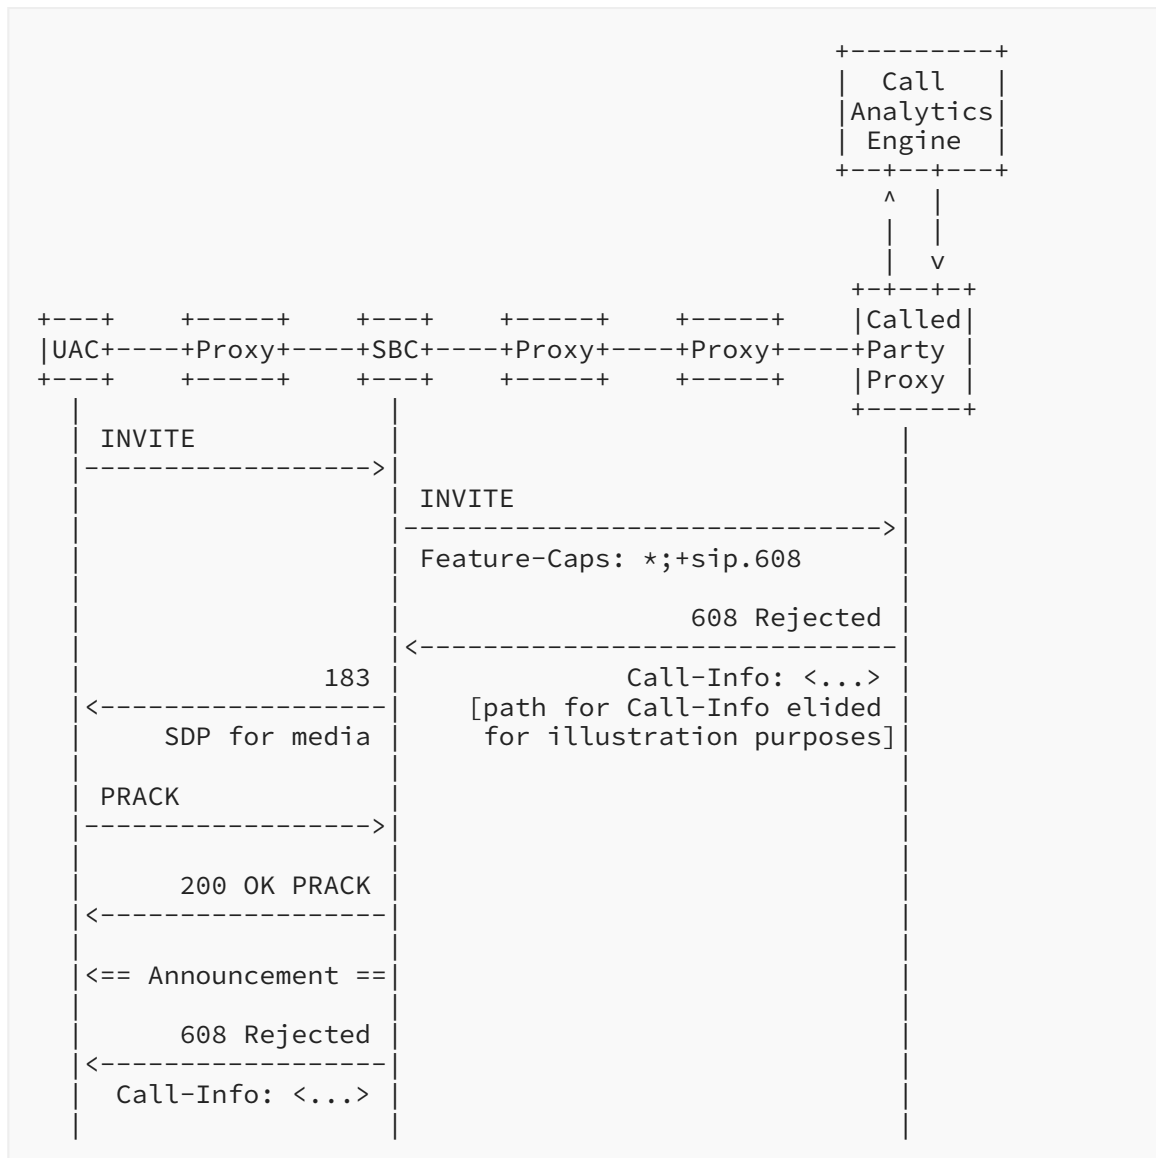 +---------+
|  Call   |
|Analytics|
| Engine  |
+--+--+---+
^  |
|  |
|  v
+-+--+-+
+---+    +-----+    +---+    +-----+    +-----+    |Called|
|UAC+----+Proxy+----+SBC+----+Proxy+----+Proxy+----+Party |
+---+    +-----+    +---+    +-----+    +-----+    |Proxy |
|                   |                            +------+
| INVITE            |                               |
|------------------>|                               |
|                   | INVITE                        |
|                   |------------------------------>|
|                   | Feature-Caps: *;+sip.608      |
|                   |                               |
|                   |                  608 Rejected |
|                   |<------------------------------|
|               183 |              Call-Info: <...> |
|<------------------|    [path for Call-Info elided |
|     SDP for media |     for illustration purposes]|
|                   |                               |
| PRACK             |                               |
|------------------>|                               |
|                   |                               |
|      200 OK PRACK |                               |
|<------------------|                               |
|                   |                               |
|<== Announcement ==|                               |
|                   |                               |
|      608 Rejected |                               |
|<------------------|                               |
|  Call-Info: <...> |                               |
|                   |                               |